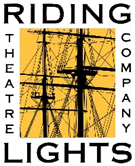 RIDING
THEATRE
COMPANY
LIGHTS